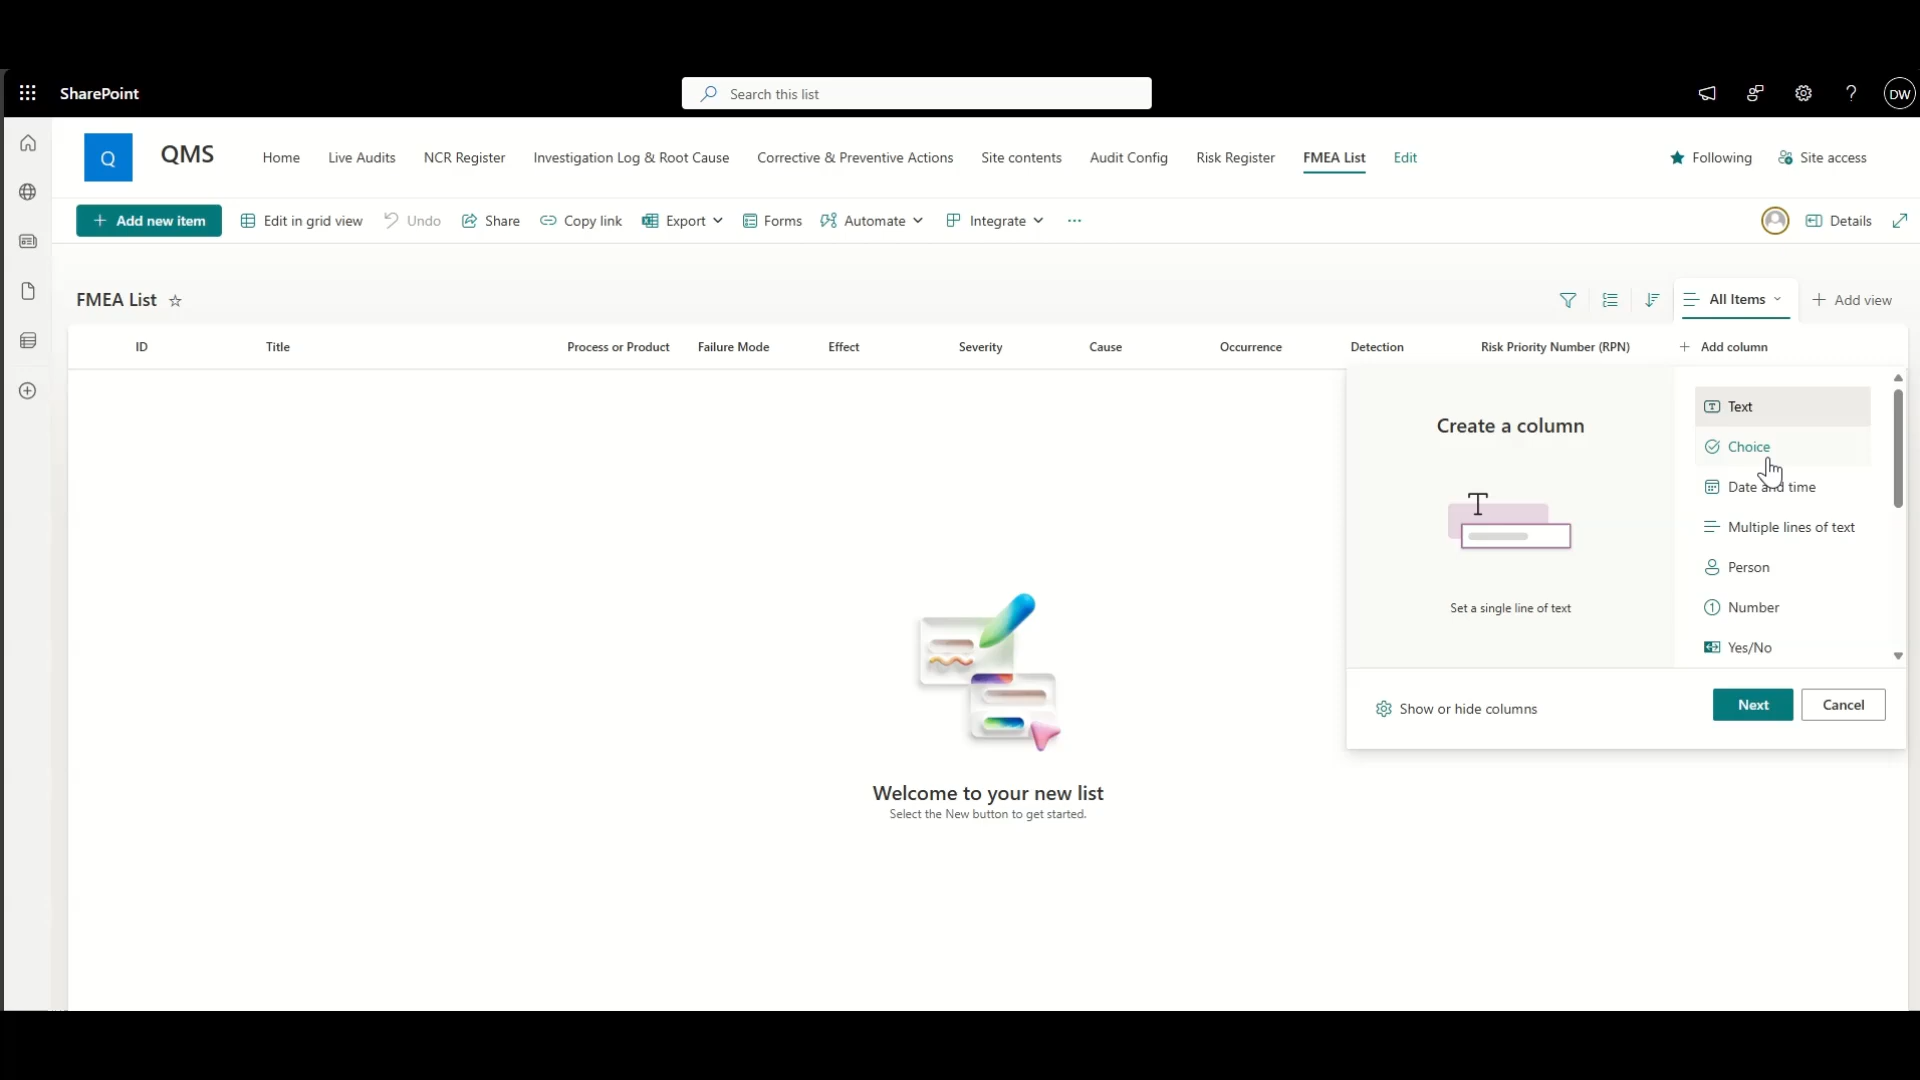 SharePoint
Search this list
DW
Q
QMS
Home
Live Audits
NCR Register
Investigation Log & Root Cause
Corrective & Preventive Actions
Site contents
Audit Config
Risk Register
FMEA List
Edit
Following
Site access
Add new item
Edit in grid view
Undo
Share
Copy link
Export
Forms
Automate
Integrate
Details
FMEA List
All Items
Add view
ID
Title
Process or Product
Failure Mode
Effect
Severity
Cause
Occurrence
Detection
Risk Priority Number (RPN)
Add column
Create a column
Set a single line of text
Text
Choice
Date and time
Multiple lines of text
Person
Number
Yes/No
Show or hide columns
Next
Cancel
Welcome to your new list
Select the New button to get started.